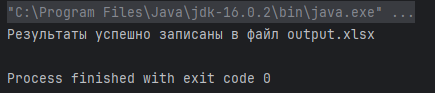 "C:\Program Files\Java\jdk-16.0.2\bin\java.exe" ...
Результаты успешно записаны в файл output.xlsx
Process finished with exit code 0